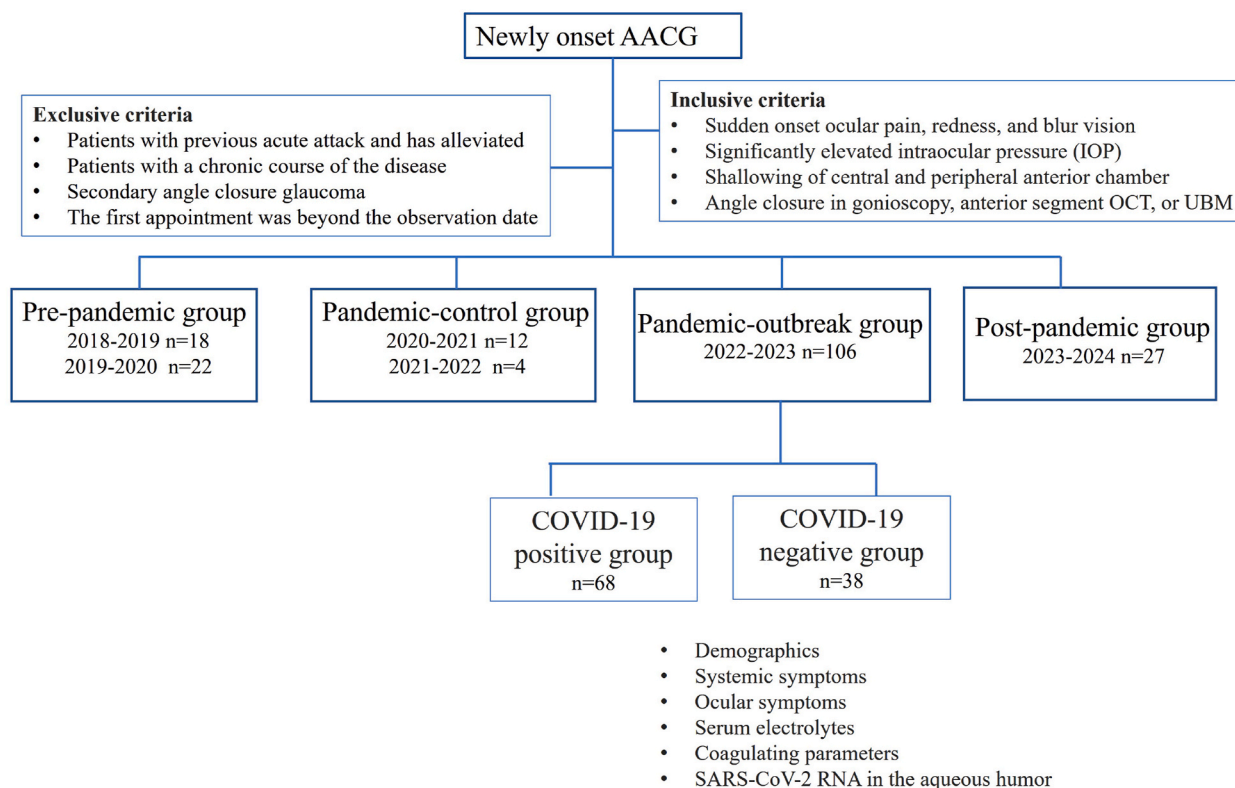 Newly onset AACG
Exclusive criteria
• Patients with previous acute attack and has alleviated
• Patients with a chronic course of the disease
• Secondary angle closure glaucoma
• The first appointment was beyond the observation date
Inclusive criteria
• Sudden onset ocular pain, redness, and blur vision
• Significantly elevated intraocular pressure (IOP)
• Shallowing of central and peripheral anterior chamber
• Angle closure in gonioscopy, anterior segment OCT, or UBM
Pre-pandemic group
2018-2019 n=18
2019-2020 n=22
Pandemic-control group
2020-2021 n=12
2021-2022 n=4
Pandemic-outbreak group
2022-2023 n=106
Post-pandemic group
2023-2024 n=27
COVID-19
positive group
n=68
COVID-19
negative group
n=38
• Demographics
• Systemic symptoms
• Ocular symptoms
• Serum electrolytes
• Coagulating parameters
• SARS-CoV-2 RNA in the aqueous humor